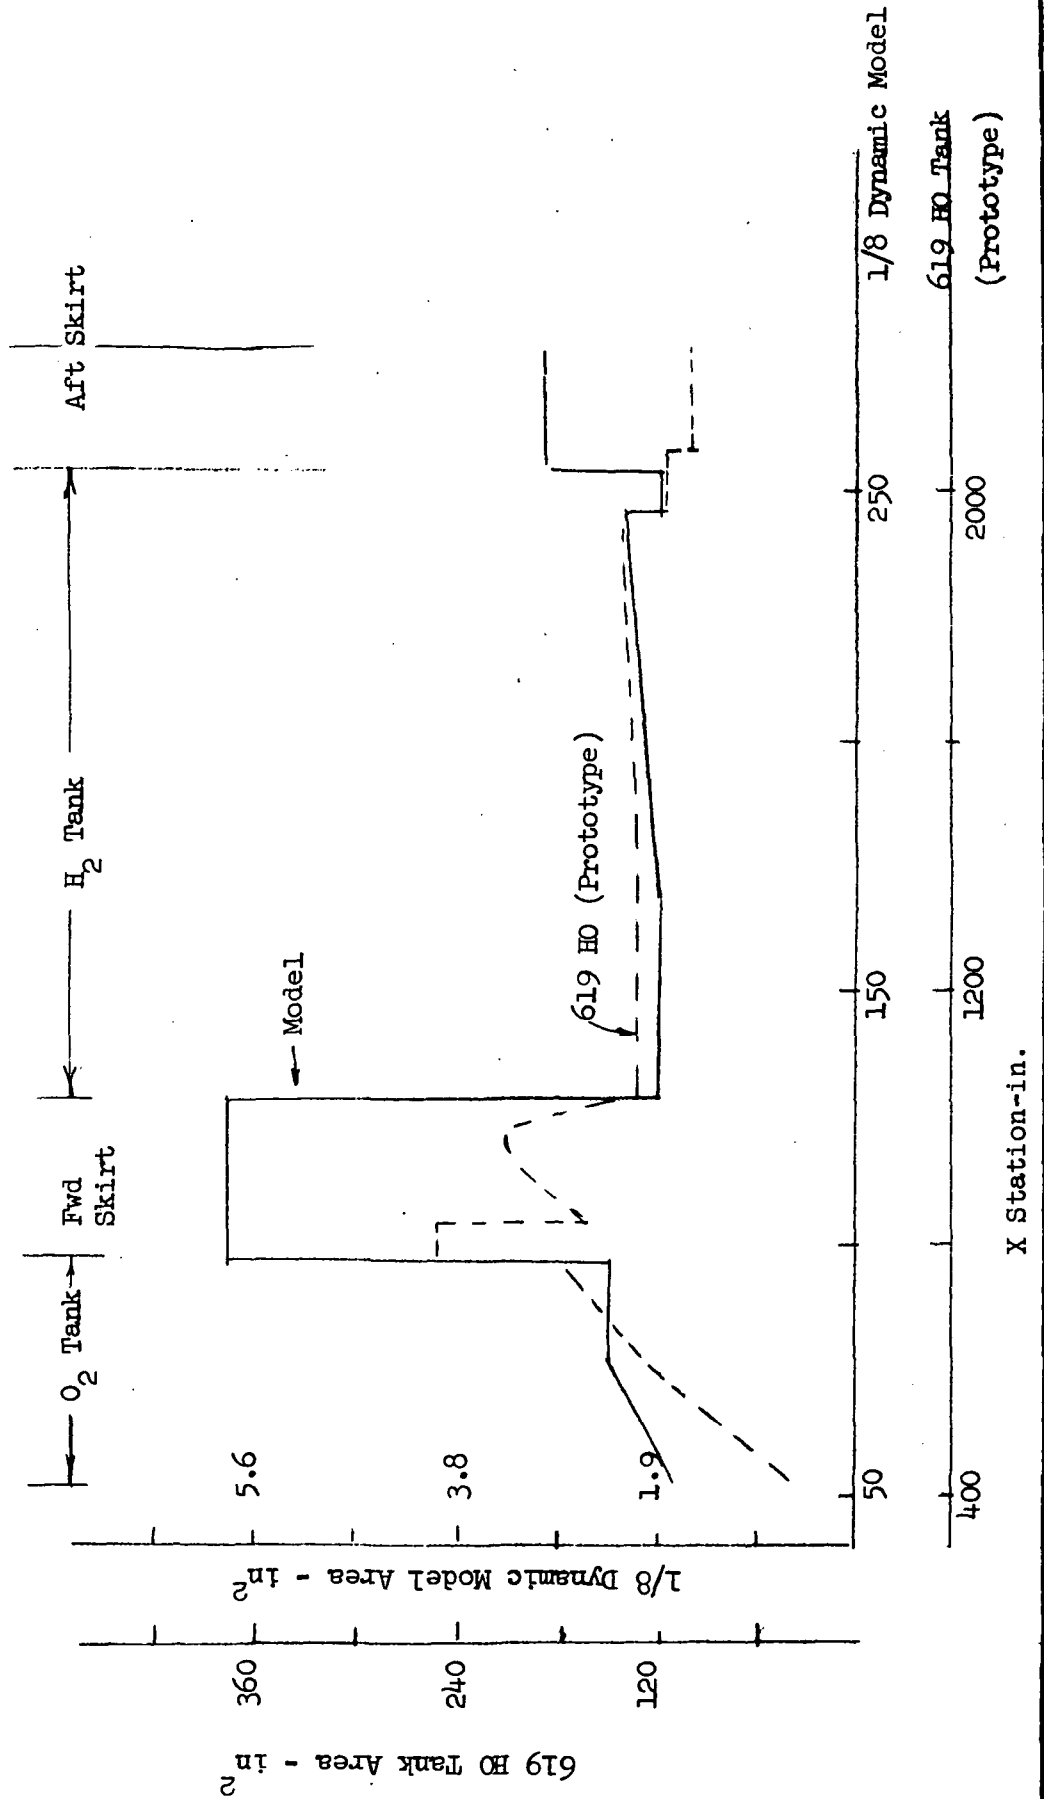 O2 Tank
Fwd
Skirt
H2 Tank
Aft Skirt
Model
619 HO (Prototype)
619 HO Tank Area - in2
360
240
120
1/8 Dynamic Model Area - in2
5.6
3.8
1.9
50
150
250
1/8 Dynamic Model
400
1200
2000
619 HO Tank
(Prototype)
X Station-in.